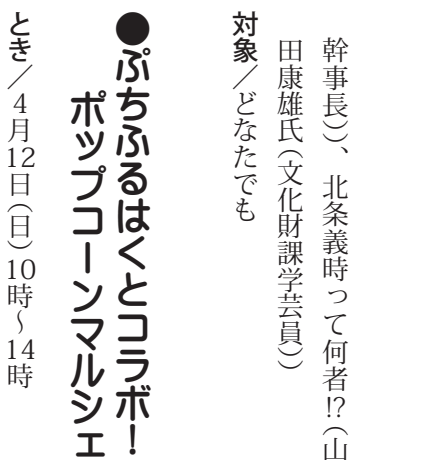 幹事長))、北条義時って何者!?(山
田康雄氏(文化財課学芸員))
対象/どなたでも
●ぷちふるはくとコラボ!
ポップコーンマルシェ
とき/4月12日(日)10時~14時